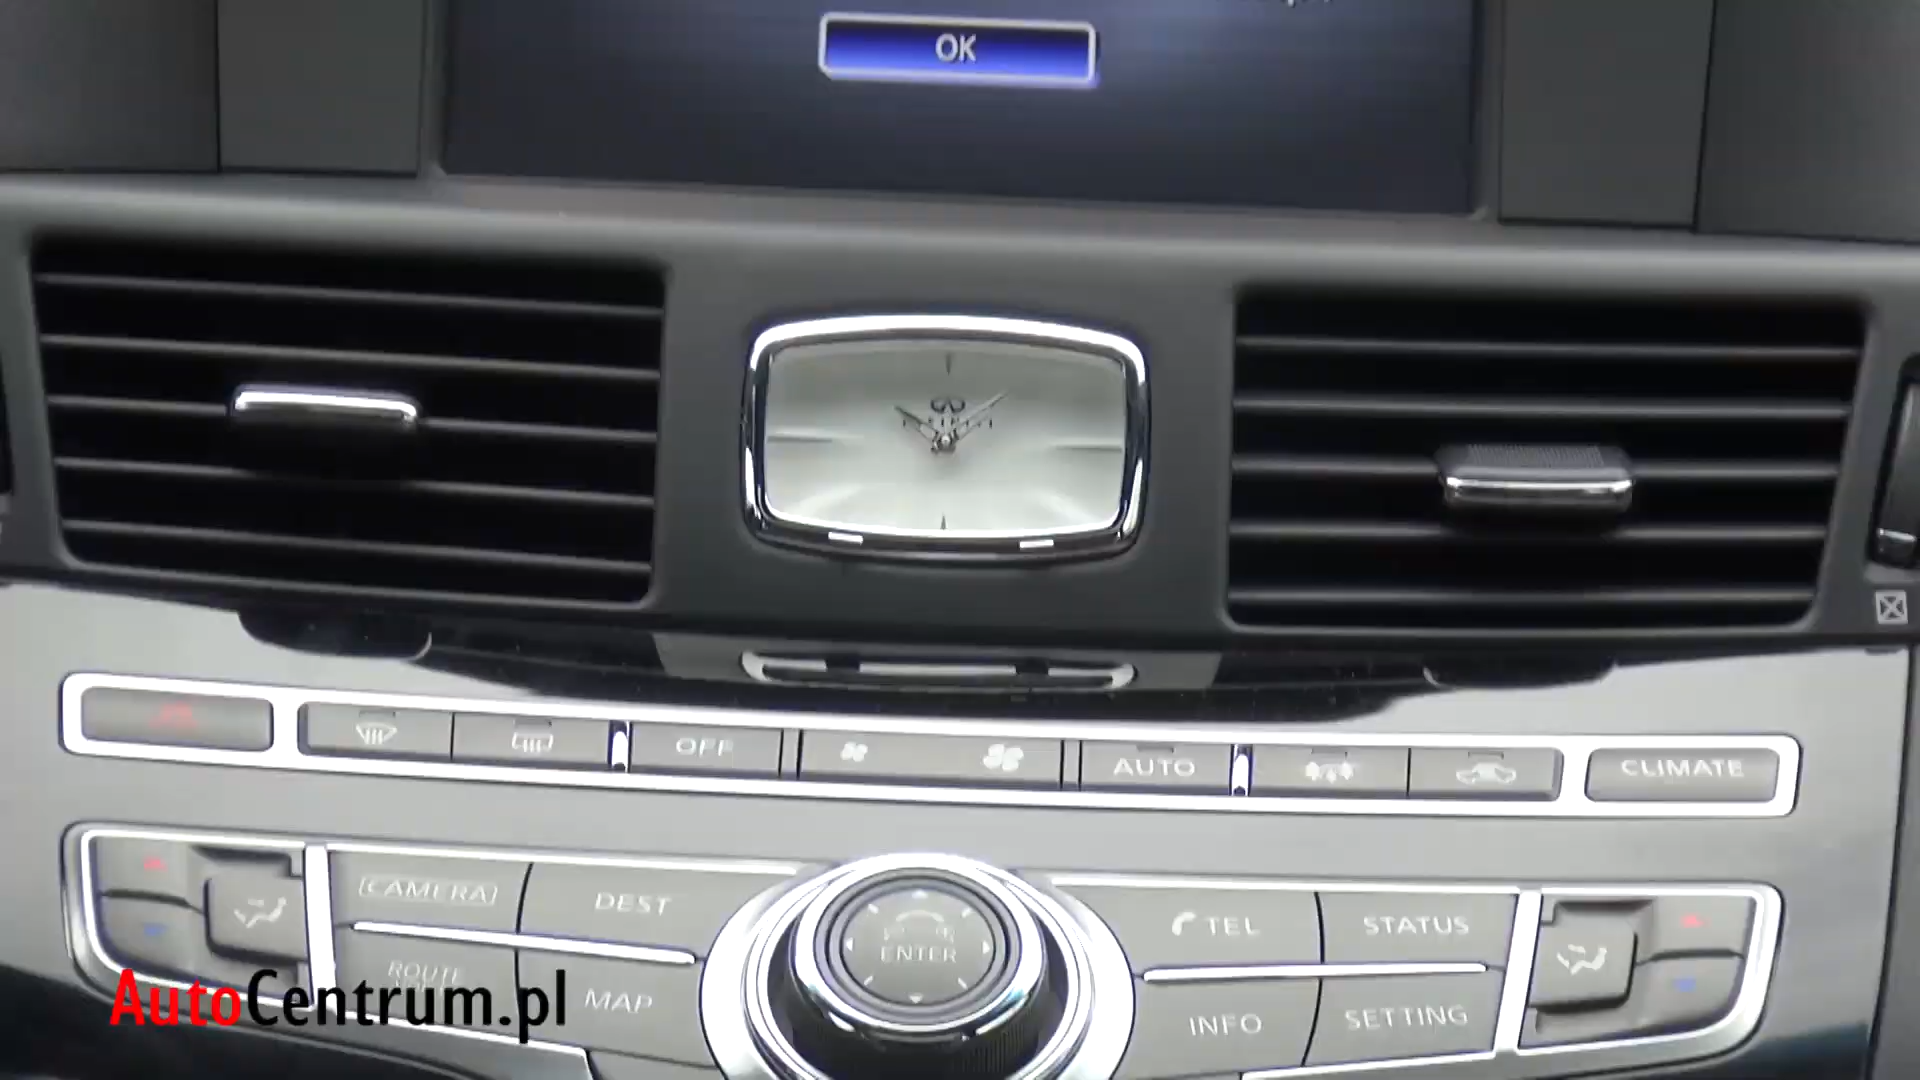 OK
OFF
AUTO
CLIMATE
CAMERA
DEST
TEL
STATUS
ENTER
ROUTE
MAP
INFO
SETTING
AutoCentrum.pl